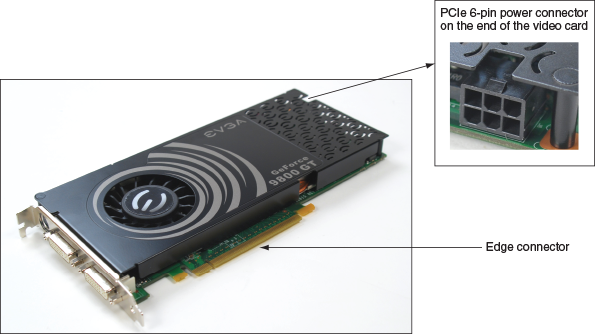 PCIe 6-pin power connector
on the end of the video card
EVGA
GeForce
9800 GT
Edge connector